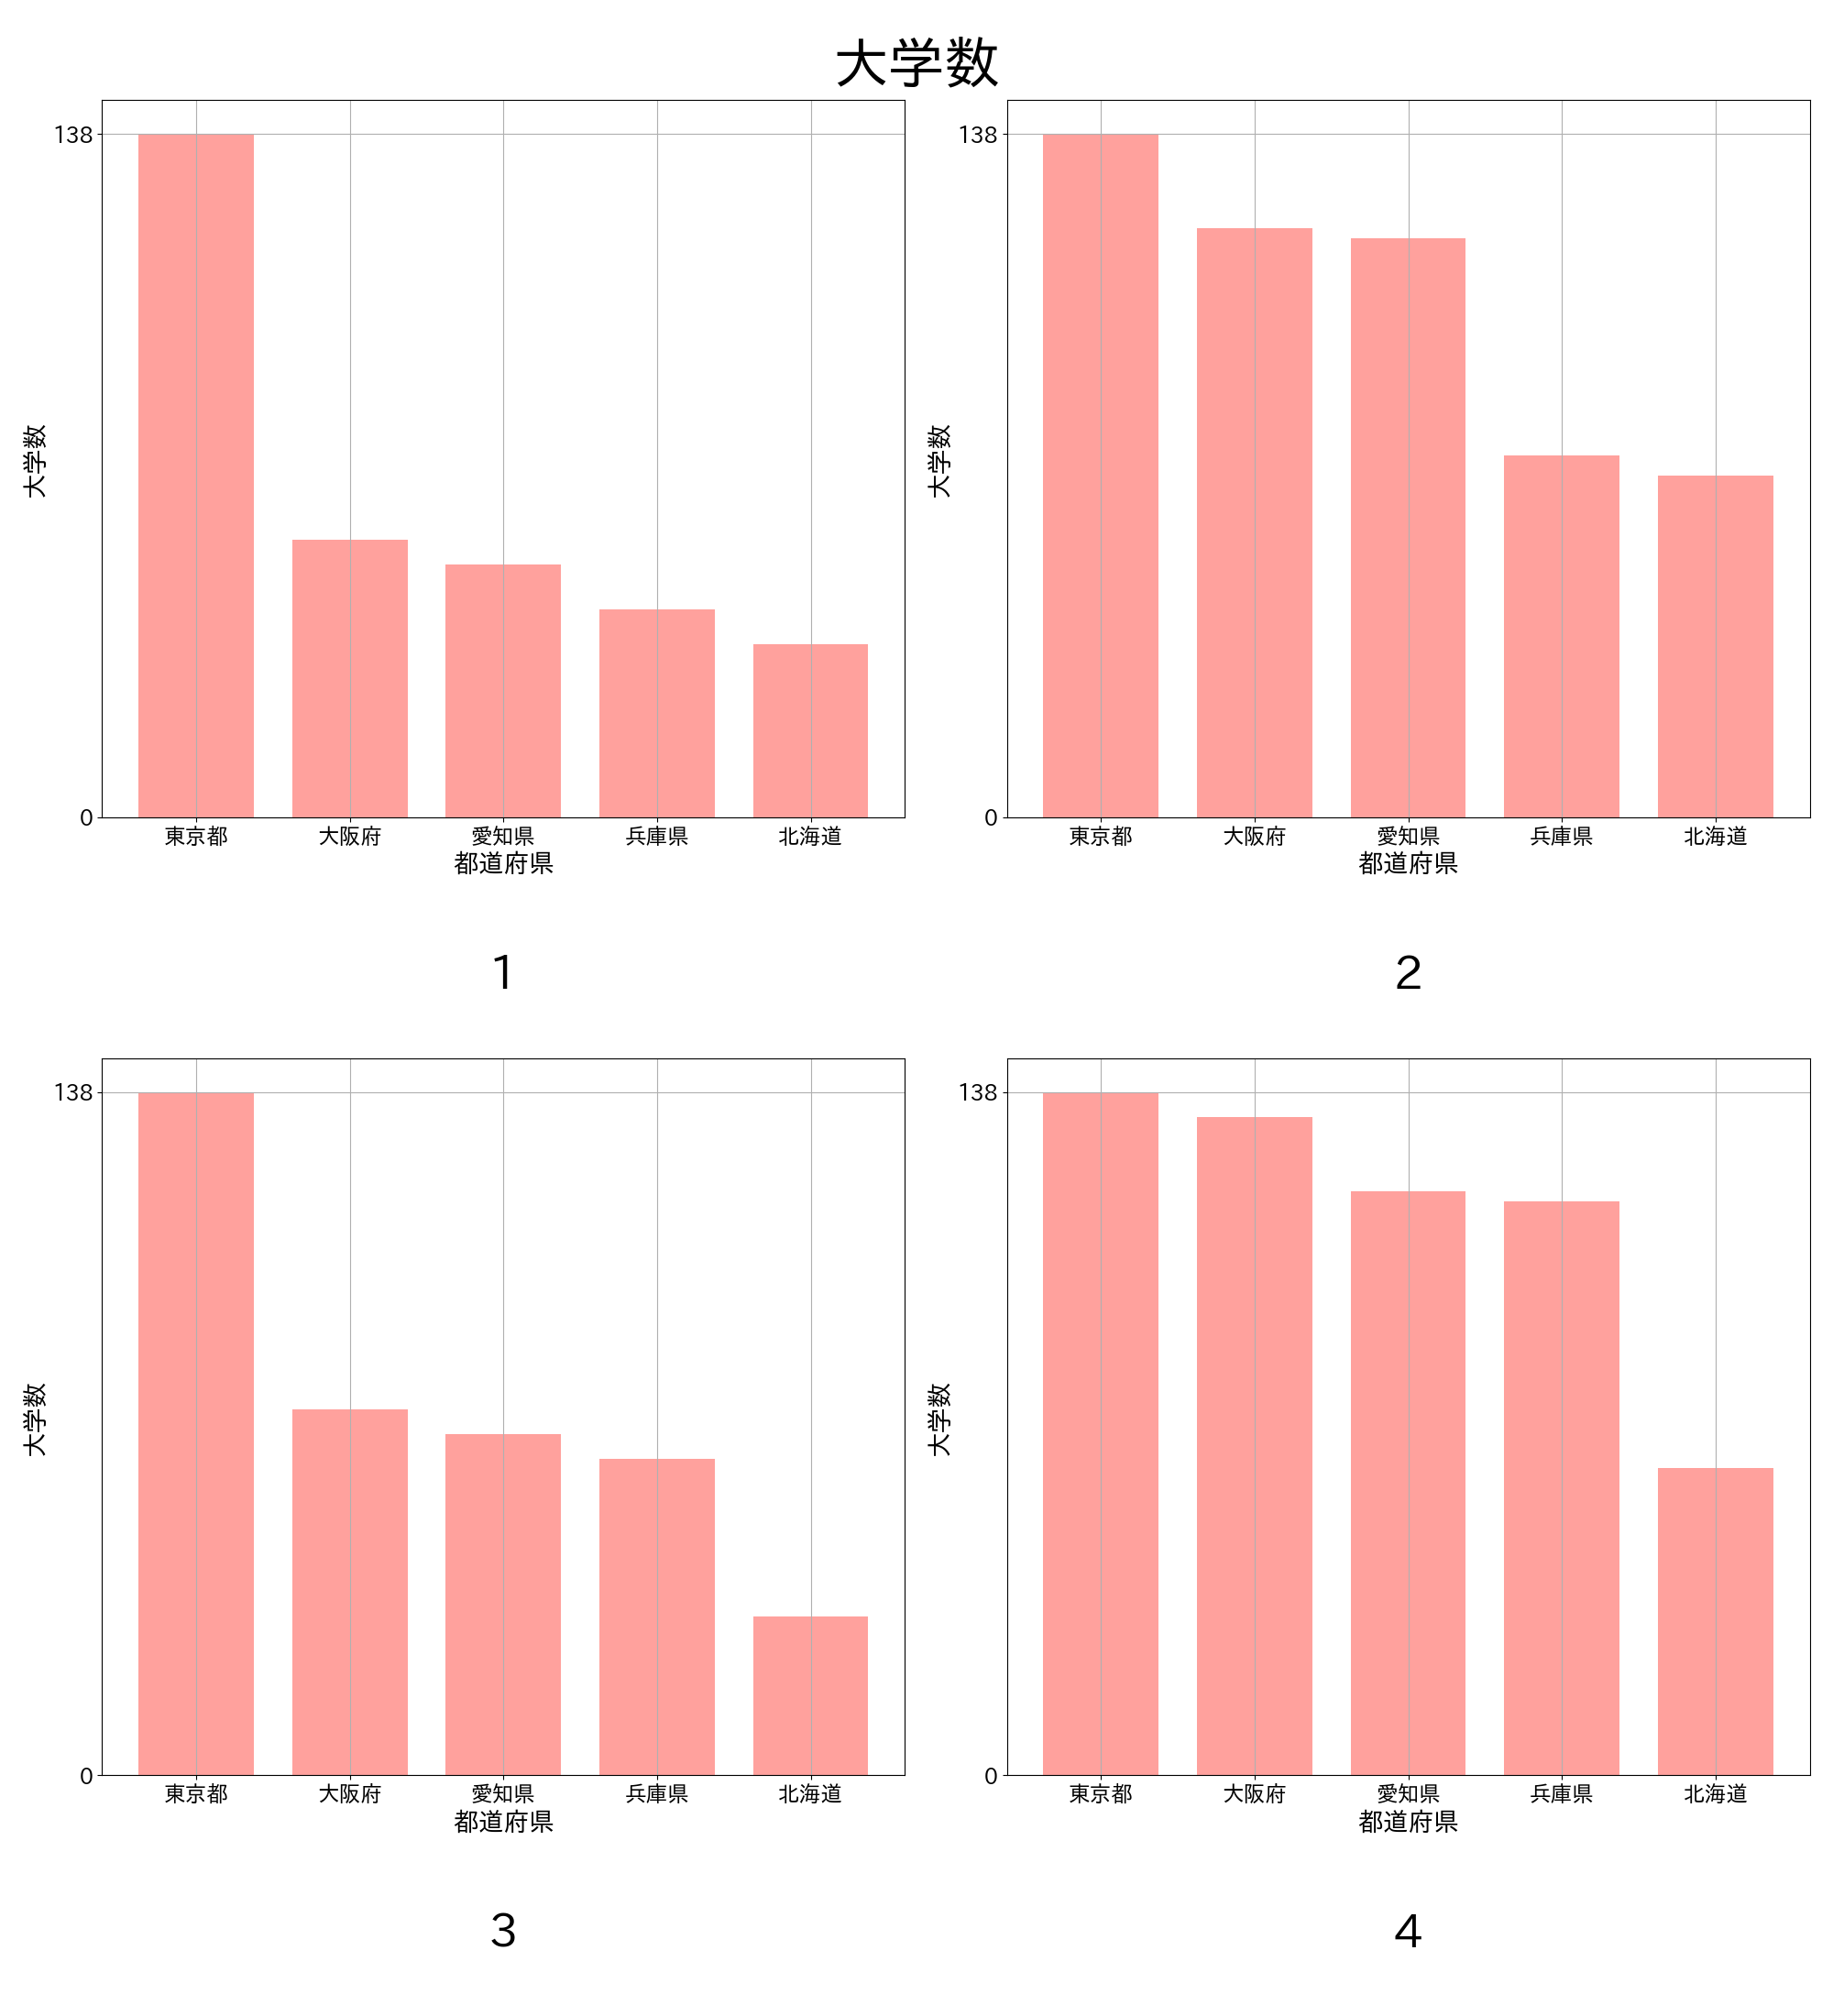 大学数
138
0
大学数
東京都 大阪府 愛知県 兵庫県 北海道
都道府県
1
138
0
大学数
東京都 大阪府 愛知県 兵庫県 北海道
都道府県
2
138
0
大学数
東京都 大阪府 愛知県 兵庫県 北海道
都道府県
3
138
0
大学数
東京都 大阪府 愛知県 兵庫県 北海道
都道府県
4